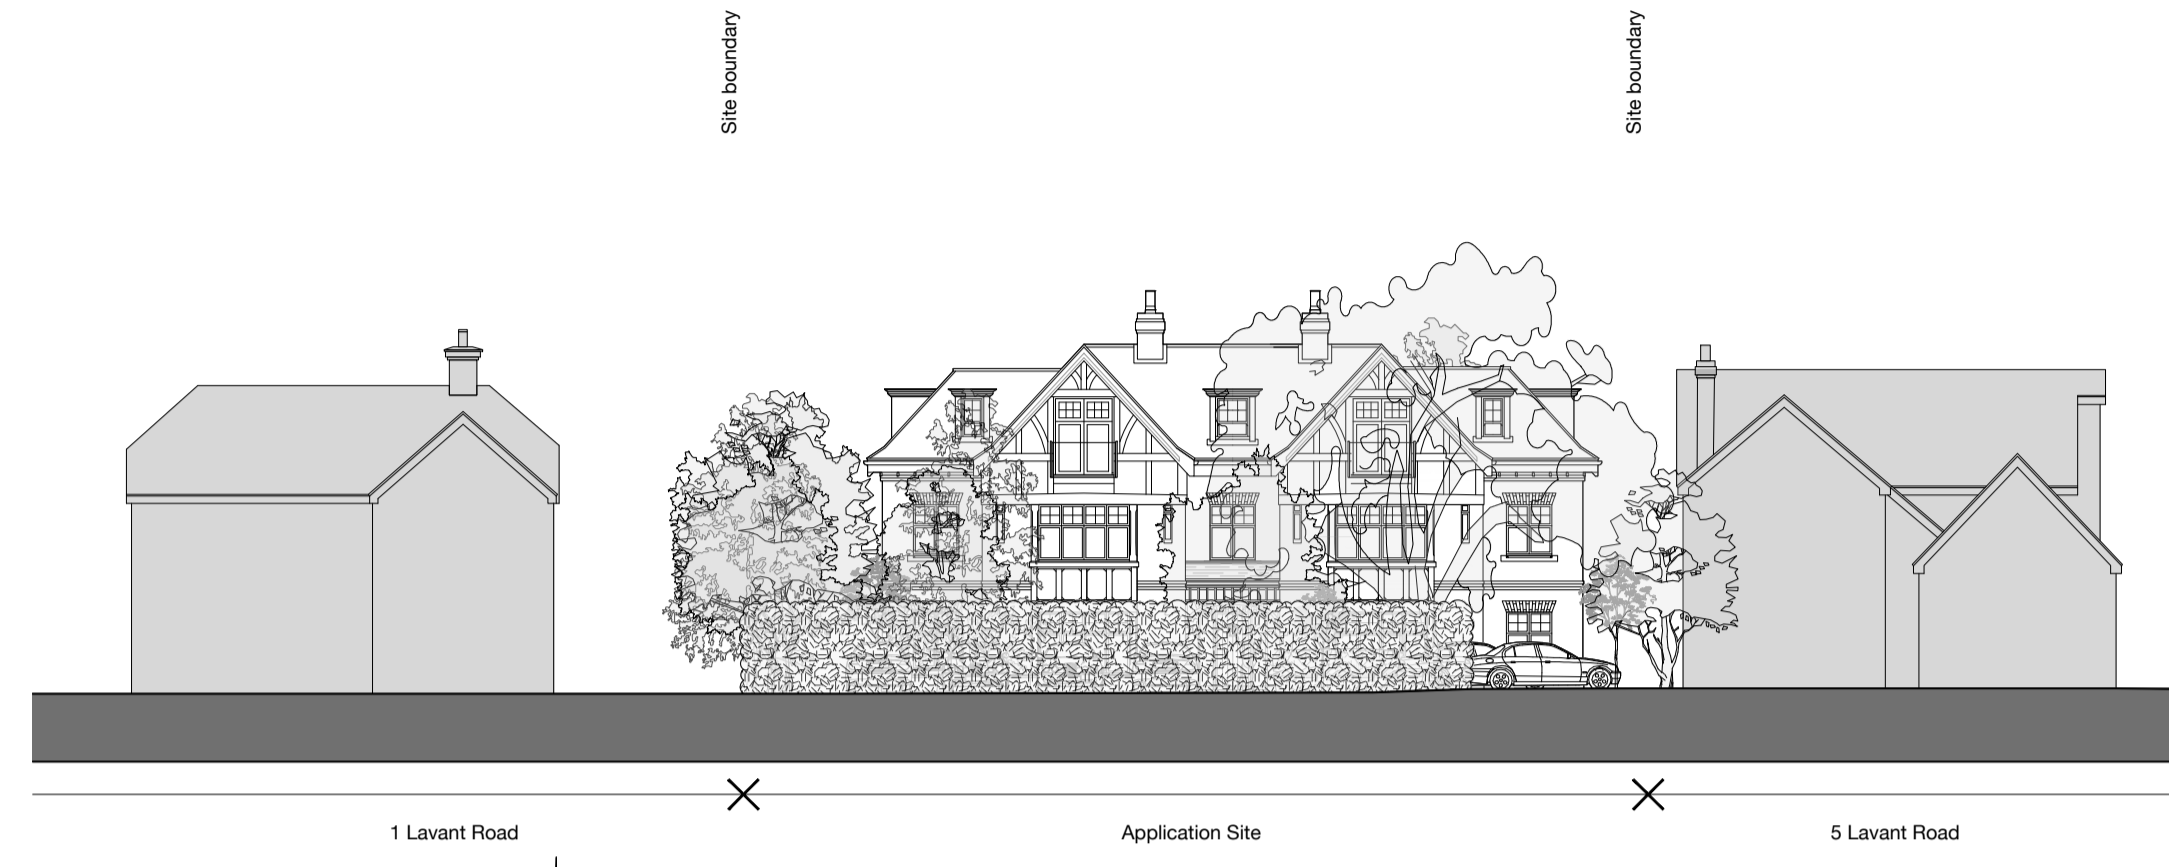 Site boundary
Site boundary
1 Lavant Road
Application Site
5 Lavant Road